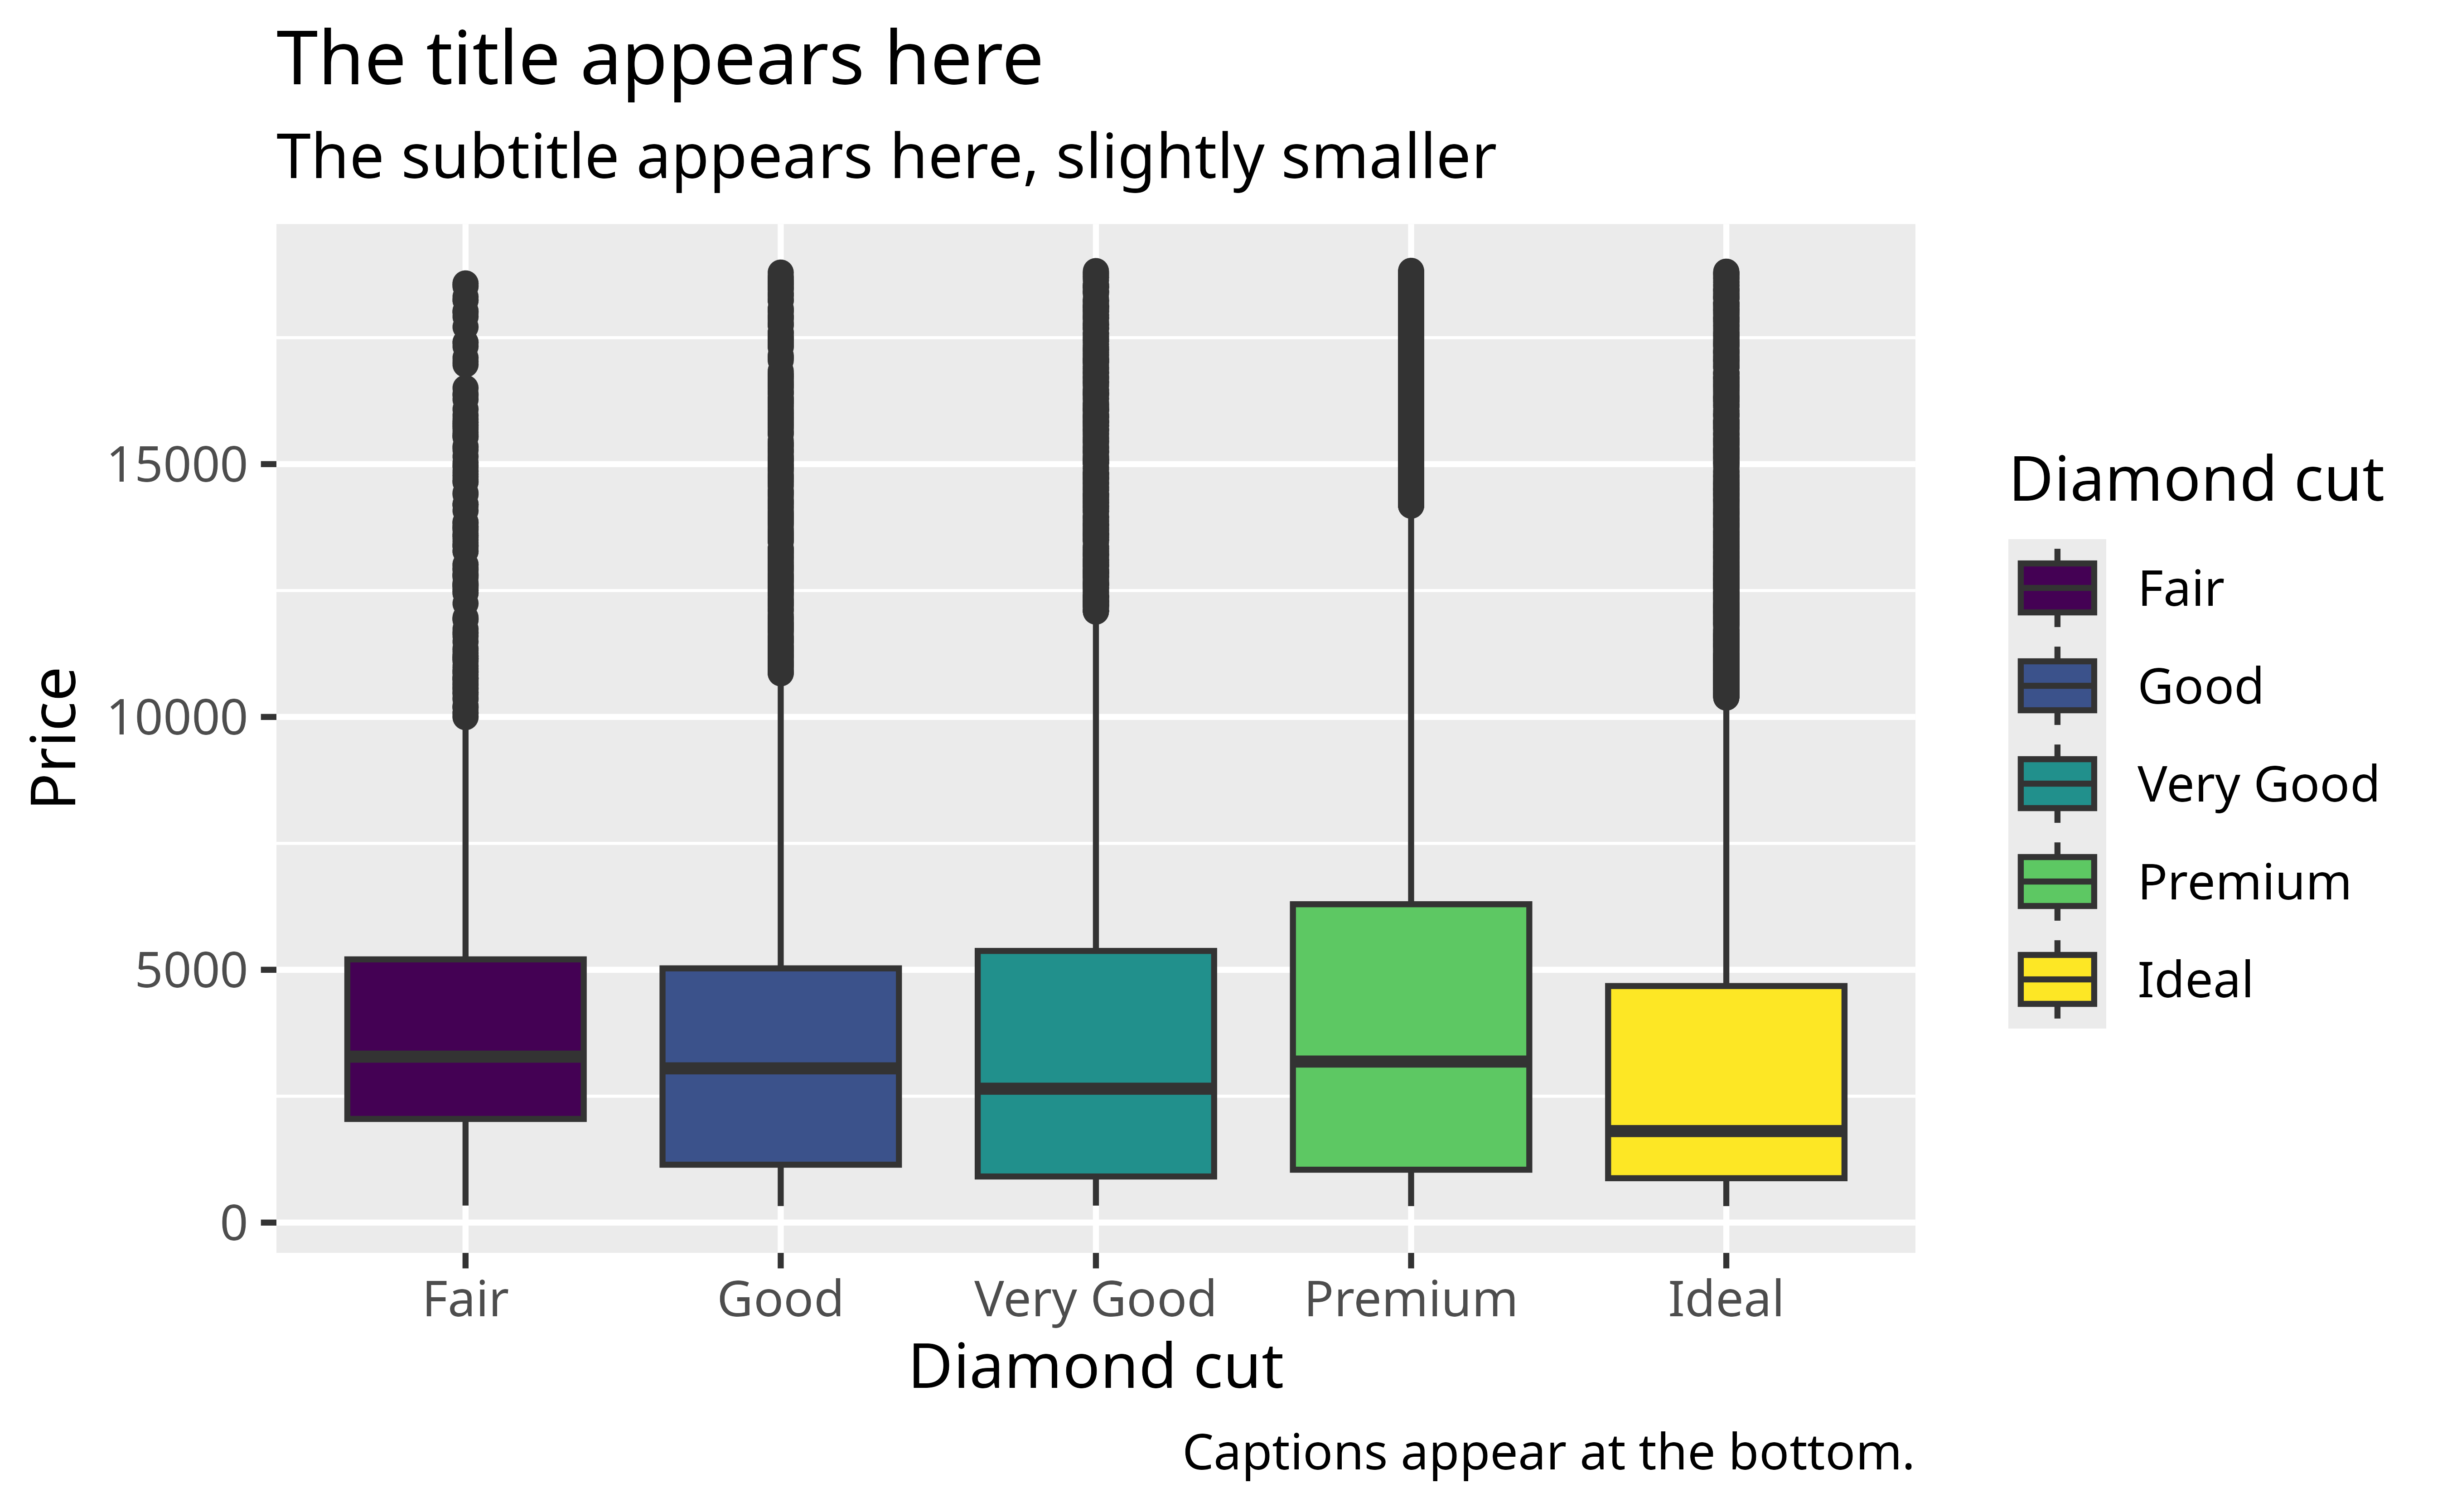 The title appears here
The subtitle appears here, slightly smaller
Price
15000
10000
5000
0
Fair
Good
Very Good
Premium
Ideal
Diamond cut
Diamond cut
Fair
Good
Very Good
Premium
Ideal
Captions appear at the bottom.